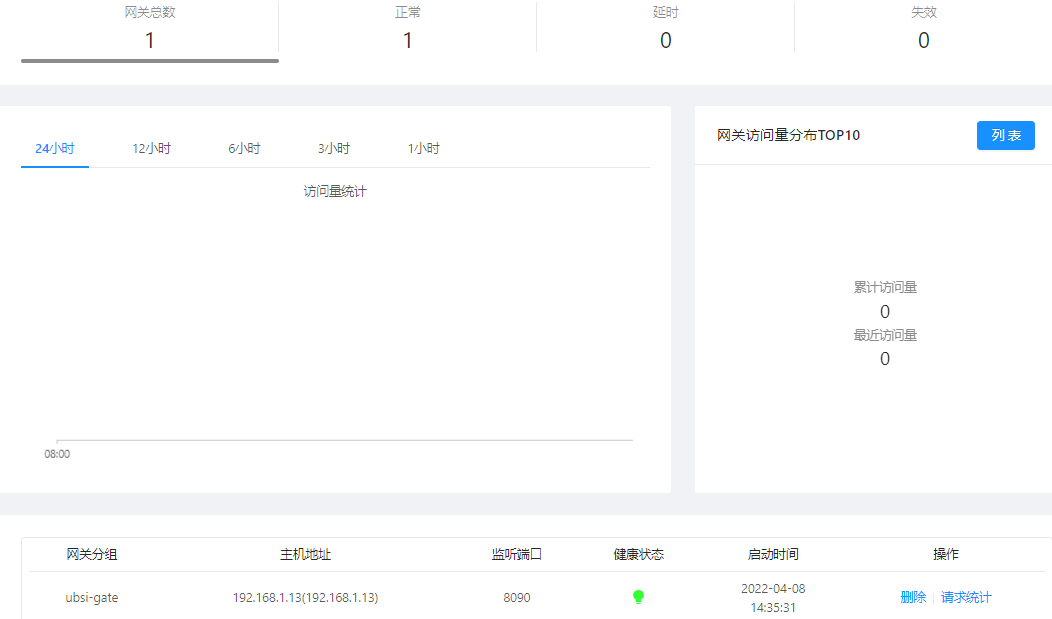 网关总数 正常 延时 失效
1 1 0 0
网关访问量分布TOP10 列 表
24小时 12小时 6小时 3小时 1小时
访问量统计
累计访问量
0
最近访问量
0
08:00
网关分组 主机地址 监听端口 健康状态 启动时间 操作
ubsi-gate 192.168.1.13(192.168.1.13) 8090 2022-04-08 删除 请求统计
14:35:31